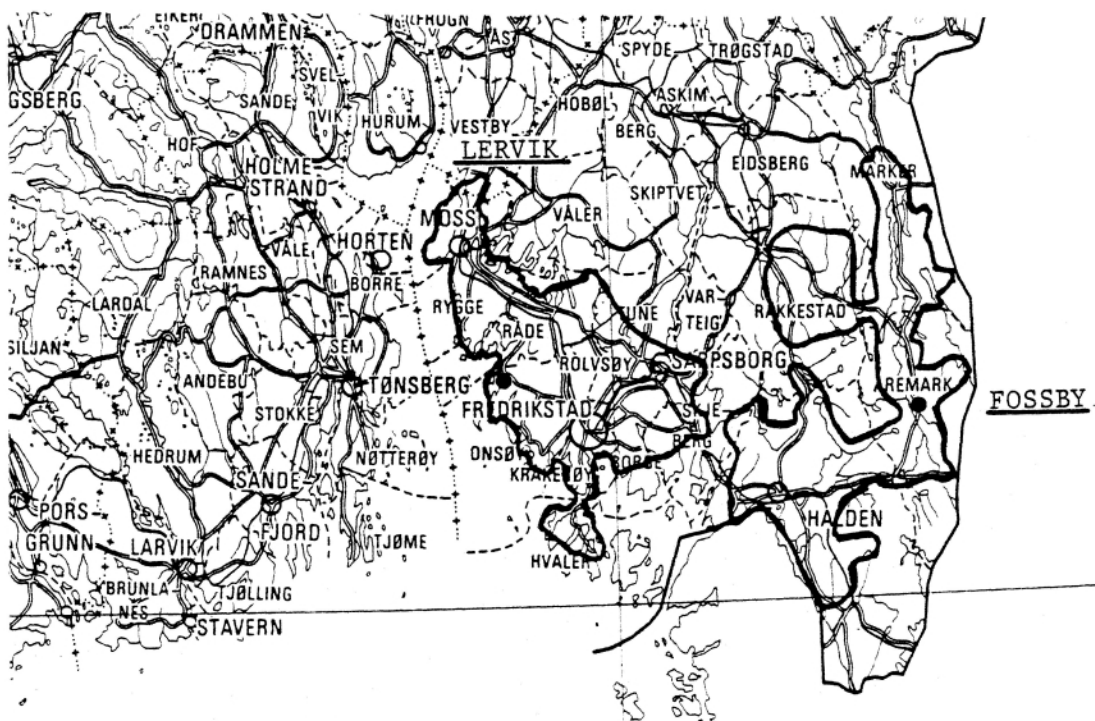 EIKER
DRAMMEN
FROGN
ÅS
SPYDE
TRØGSTAD
SVEL-
VIK
GSBERG
SANDE
HURUM
VESTBY
HOBØL
ASKIM
BERG
HOF
LERVIK
HOLME-
STRAND
EIDSBERG
MARKER
SKIPTVET
MOSS
VÅLER
VÅLE
HORTEN
RAMNES
BORRE
LARDAL
RYGGE
VAR-
TEIG
RAKKESTAD
TUNE
RÅDE
SILJAN
SEM
ROLVSØY
SARPSBORG
ANDEBU
TØNSBERG
REMARK
FOSSBY
STOKKE
FREDRIKSTAD
SKJE-
BERG
HEDRUM
NØTTERØY
ONSØY
KRÅKERØY
BORGE
SANDE
FJORD
PORS
GRUNN
HALDEN
LARVIK
TJØME
HVALER
BRUNLA-
NES
TJØLLING
STAVERN